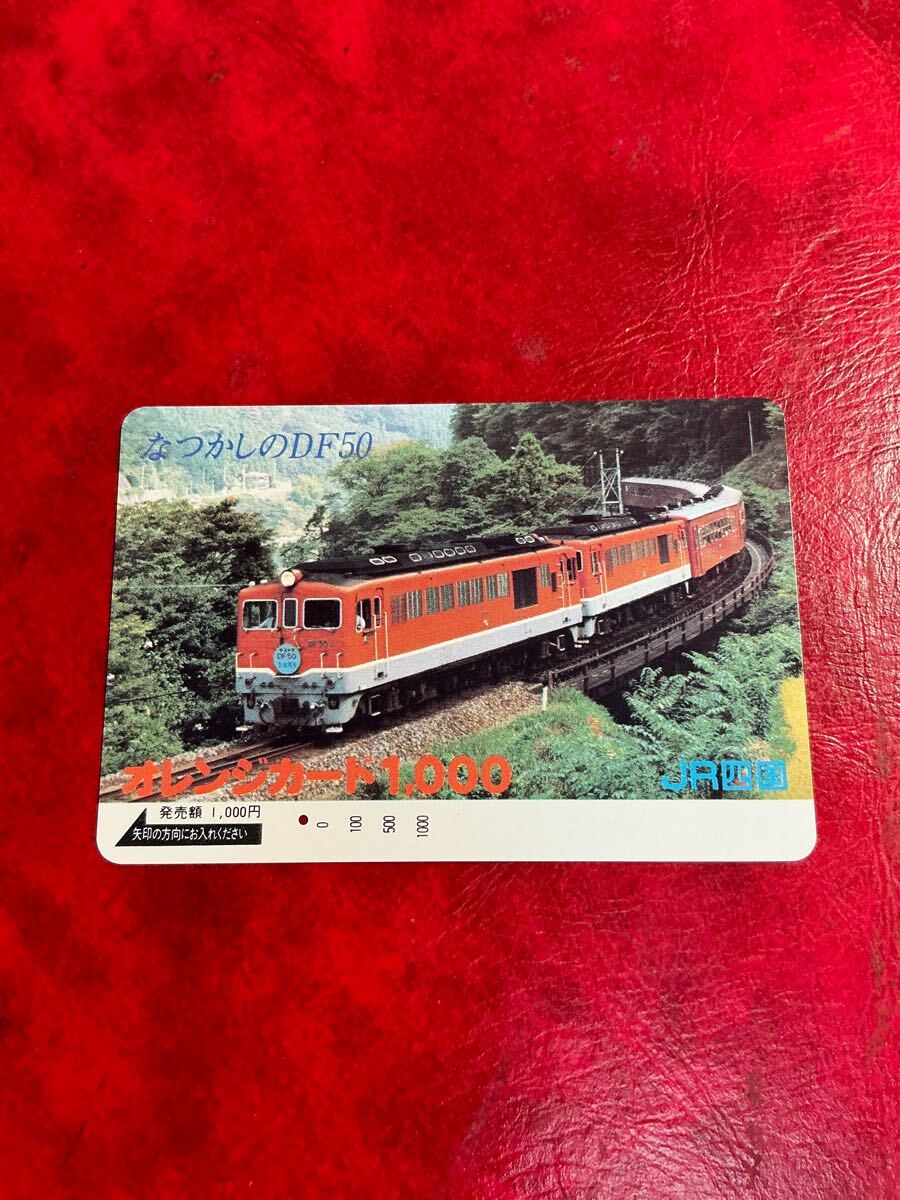 なつかしのDF50
DF50
オレンジカード1,000
JR四国
発売額 1,000円
矢印の方向にお入れください
0
100
500
1000